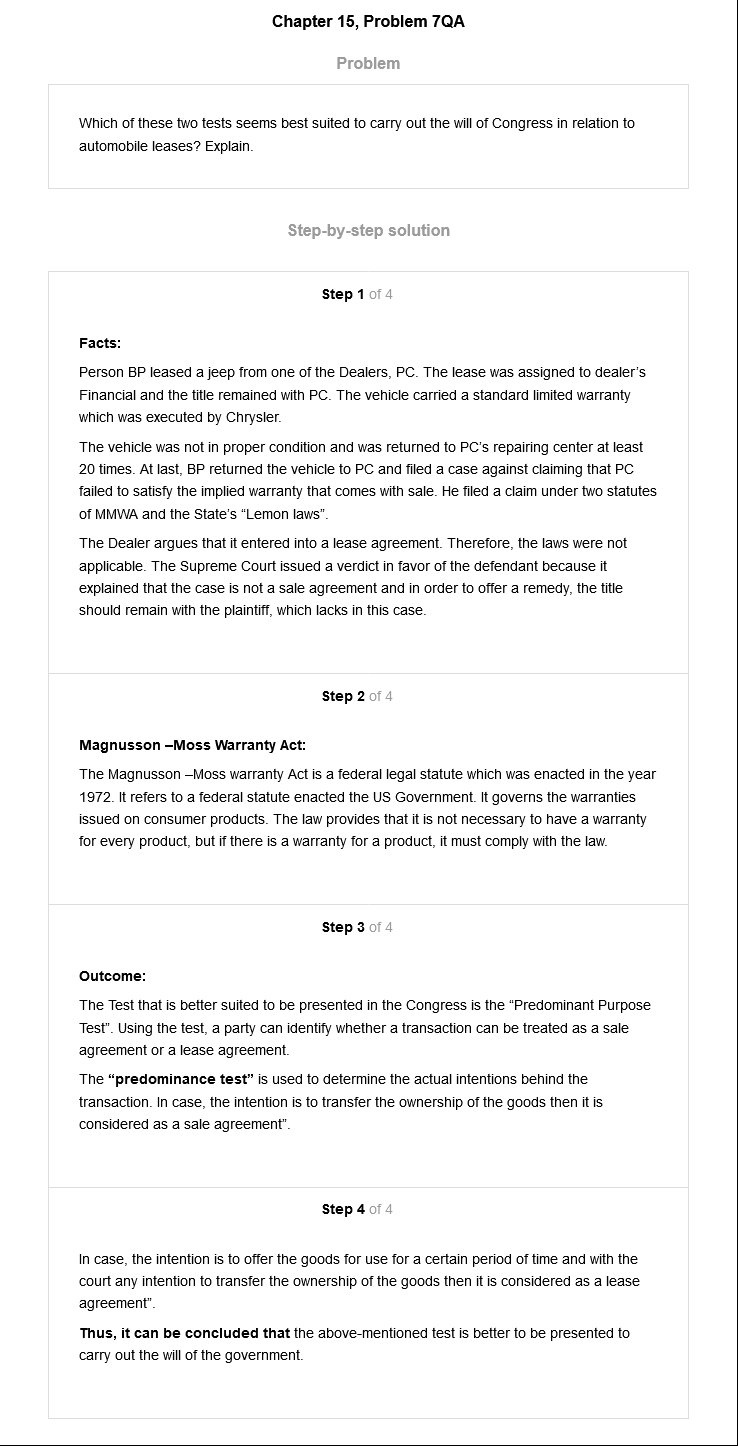 Chapter 15, Problem 7QA
Problem
Which of these two tests seems best suited to carry out the will of Congress in relation to
automobile leases? Explain.
Step-by-step solution
Step 1 of 4
Facts:
Person BP leased a jeep from one of the Dealers, PC. The lease was assigned to dealer’s
Financial and the title remained with PC. The vehicle carried a standard limited warranty
which was executed by Chrysler.
The vehicle was not in proper condition and was returned to PC’s repairing center at least
20 times. At last, BP returned the vehicle to PC and filed a case against claiming that PC
failed to satisfy the implied warranty that comes with sale. He filed a claim under two statutes
of MMWA and the State’s “Lemon laws”.
The Dealer argues that it entered into a lease agreement. Therefore, the laws were not
applicable. The Supreme Court issued a verdict in favor of the defendant because it
explained that the case is not a sale agreement and in order to offer a remedy, the title
should remain with the plaintiff, which lacks in this case.
Step 2 of 4
Magnusson –Moss Warranty Act:
The Magnusson –Moss warranty Act is a federal legal statute which was enacted in the year
1972. It refers to a federal statute enacted the US Government. It governs the warranties
issued on consumer products. The law provides that it is not necessary to have a warranty
for every product, but if there is a warranty for a product, it must comply with the law.
Step 3 of 4
Outcome:
The Test that is better suited to be presented in the Congress is the “Predominant Purpose
Test”. Using the test, a party can identify whether a transaction can be treated as a sale
agreement or a lease agreement.
The “predominance test” is used to determine the actual intentions behind the
transaction. In case, the intention is to transfer the ownership of the goods then it is
considered as a sale agreement”.
Step 4 of 4
In case, the intention is to offer the goods for use for a certain period of time and with the
court any intention to transfer the ownership of the goods then it is considered as a lease
agreement”.
Thus, it can be concluded that the above-mentioned test is better to be presented to
carry out the will of the government.